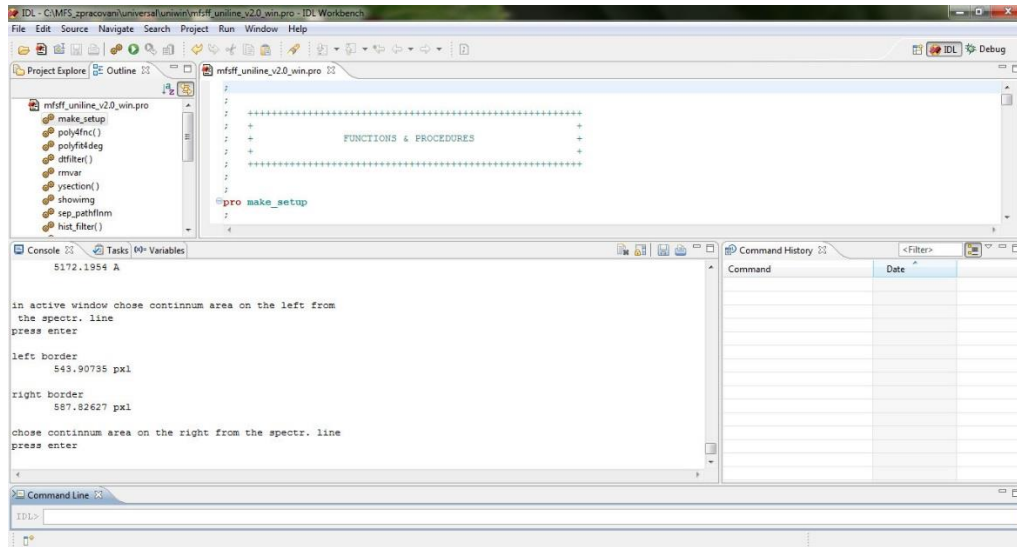 IDL - C:\MFS_zpracovani\universal\uniwin\mfsff_uniline_v2.0_win.pro - IDL Workbench
File Edit Source Navigate Search Project Run Window Help
IDL Debug
Project Explore Outline
mfsff_uniline_v2.0_win.pro
mfsff_uniline_v2.0_win.pro
make_setup
poly4fnc()
polyfit4deg
dtfilter()
rmvar
ysection()
showimg
sep_pathflnm
hist_filter()
;
;
; ++++++++++++++++++++++++++++++++++++++++++++++++++++++++
; + +
; + FUNCTIONS & PROCEDURES +
; + +
; ++++++++++++++++++++++++++++++++++++++++++++++++++++++++
;
;
pro make_setup
;
Console Tasks Variables
5172.1954 A
in active window chose continnum area on the left from
the spectr. line
press enter
left border
543.90735 pxl
right border
587.82627 pxl
chose continnum area on the right from the spectr. line
press enter
Command History <Filter>
Command Date
Command Line
IDL>